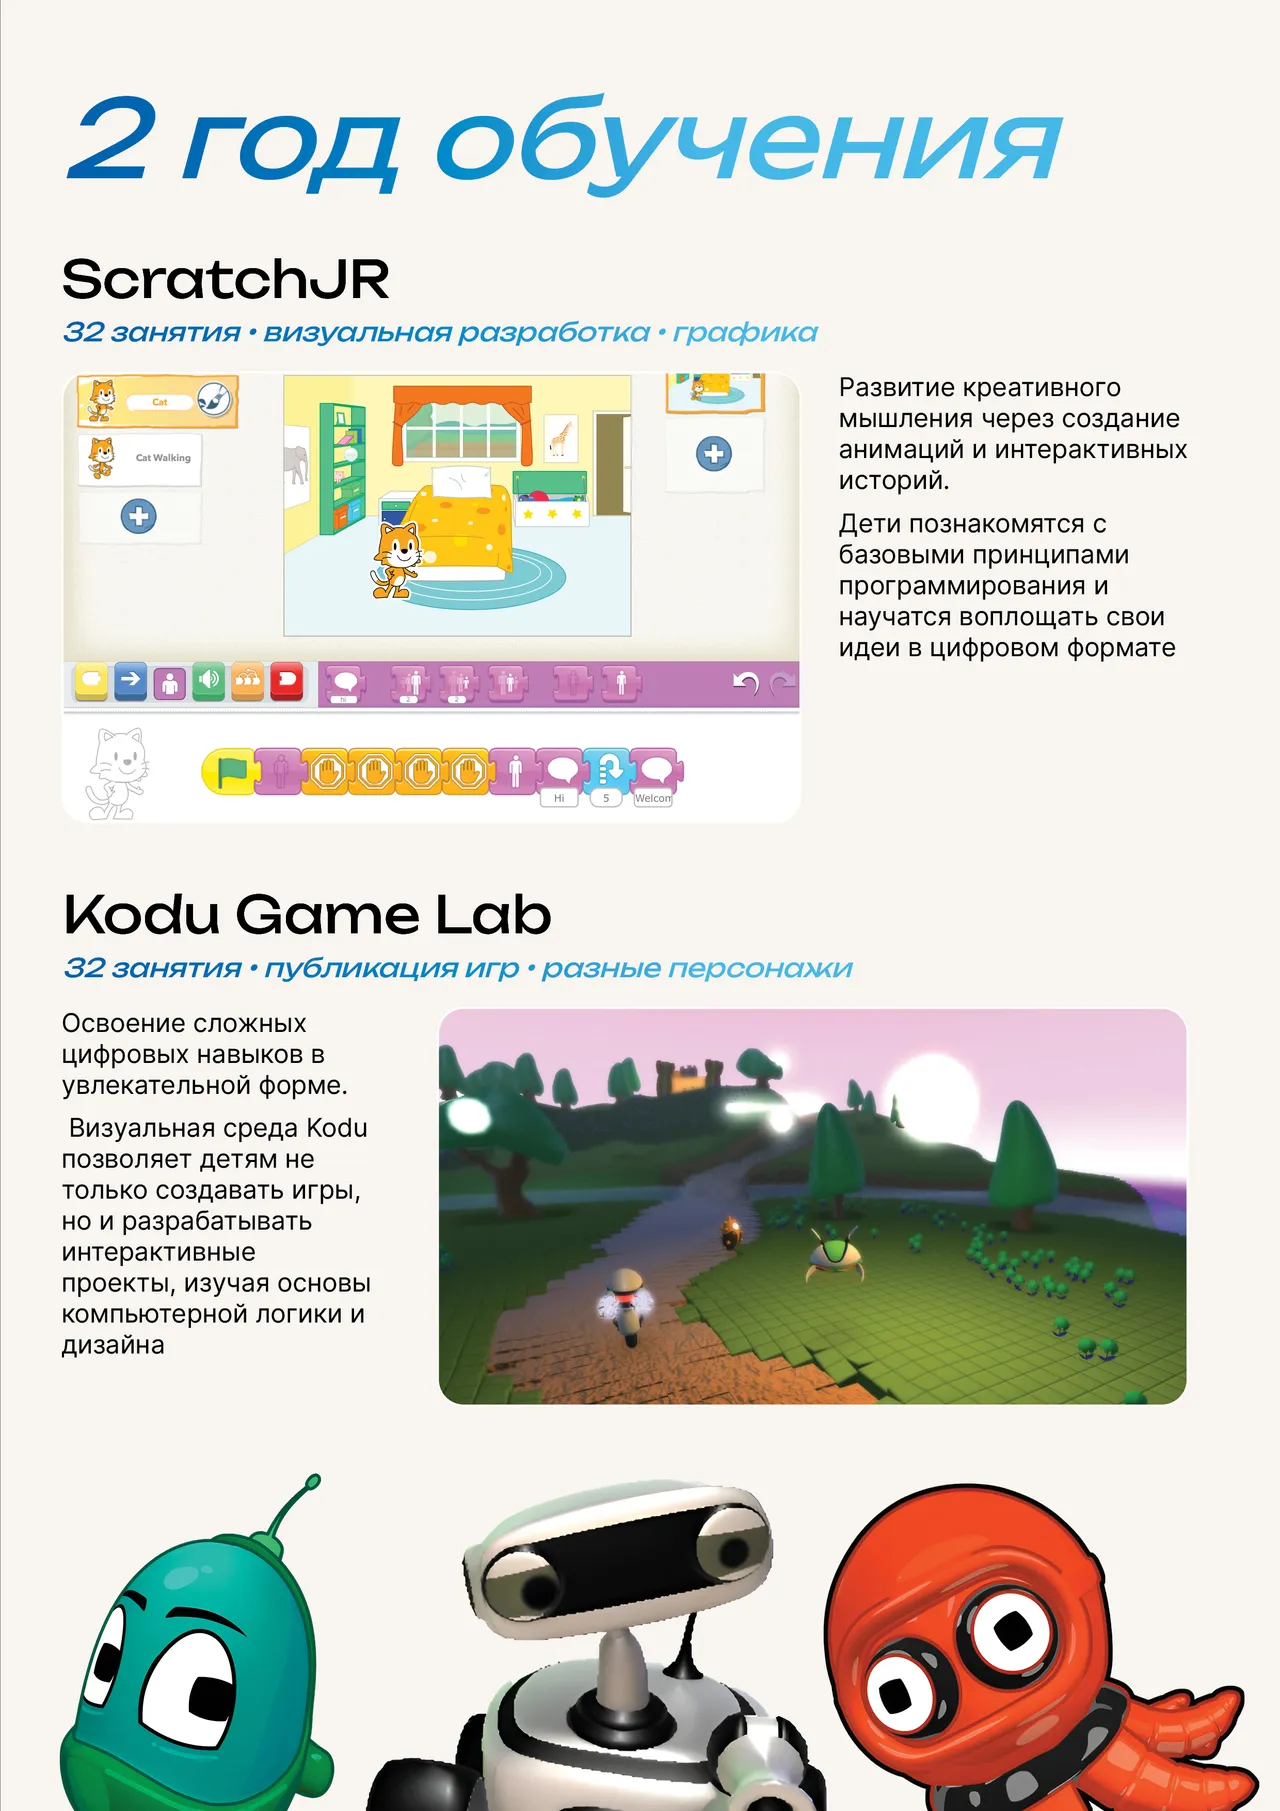 2 год обучения
ScratchJR
32 занятия • визуальная разработка • графика
Cat
Cat Walking
Развитие креативного
мышления через создание
анимаций и интерактивных
историй.
Дети познакомятся с
базовыми принципами
программирования и
научатся воплощать свои
идеи в цифровом формате
hi
2
2
Hi
5
Welcom
Kodu Game Lab
32 занятия • публикация игр • разные персонажи
Освоение сложных
цифровых навыков в
увлекательной форме.
Визуальная среда Kodu
позволяет детям не
только создавать игры,
но и разрабатывать
интерактивные
проекты, изучая основы
компьютерной логики и
дизайна